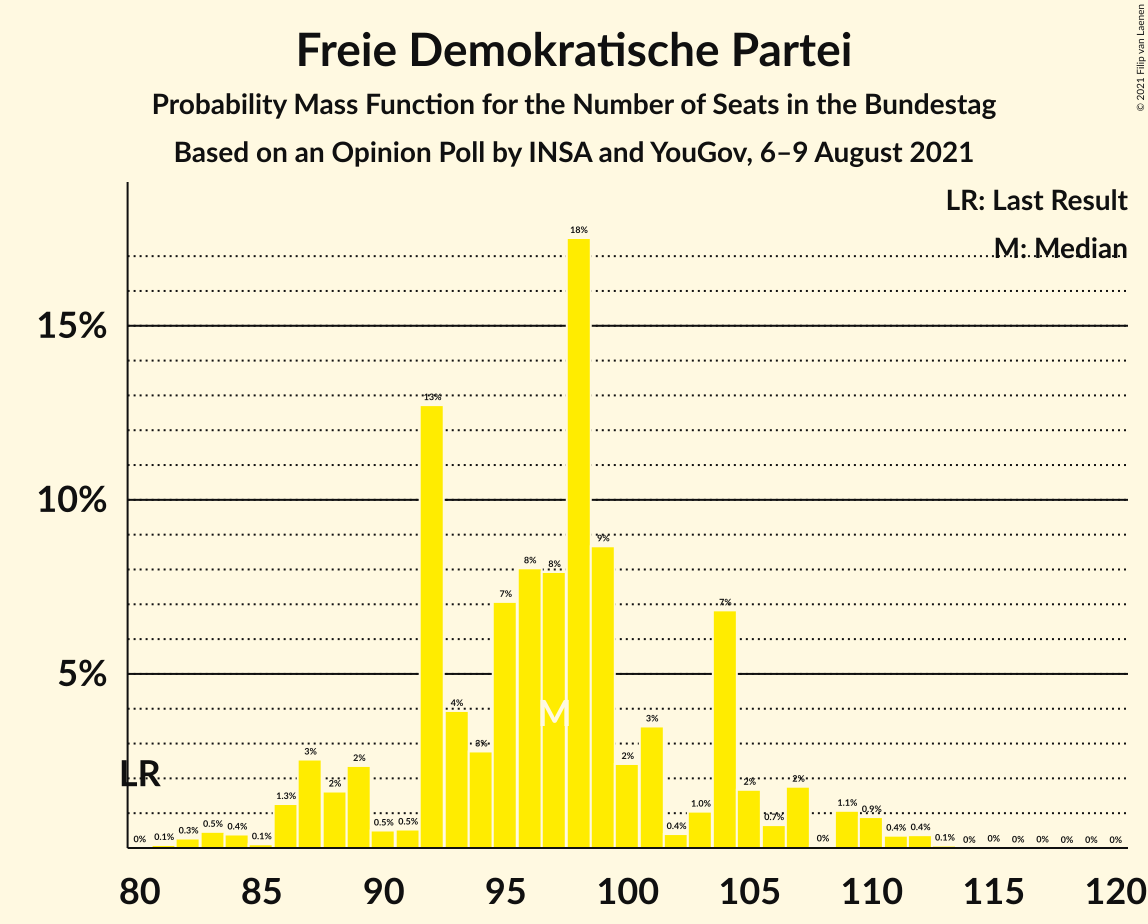 Freie Demokratische Partei
Probability Mass Function for the Number of Seats in the Bundestag
Based on an Opinion Poll by INSA and YouGov, 6–9 August 2021
© 2021 Filip van Laenen
LR: Last Result
M: Median
15%
10%
5%
LR
M
0% 0.1% 0.3% 0.5% 0.4% 0.1% 1.3% 3% 2% 2% 0.5% 0.5% 13% 4% 3% 7% 8% 8% 18% 9% 2% 3% 0.4% 1.0% 7% 2% 0.7% 2% 0% 1.1% 0.9% 0.4% 0.4% 0.1% 0% 0% 0% 0% 0% 0% 0%
80 85 90 95 100 105 110 115 120